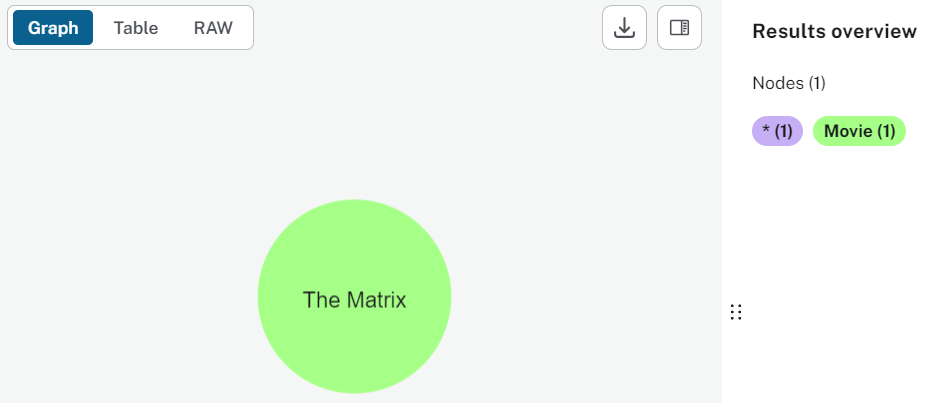 Graph Table RAW
Results overview
Nodes (1)
* (1) Movie (1)
The Matrix